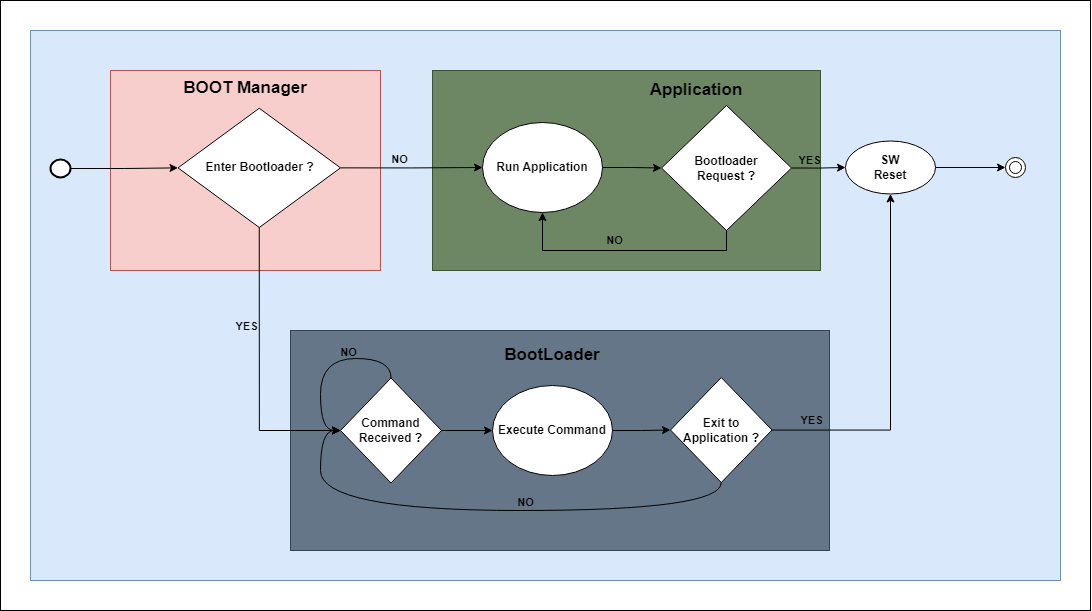 BOOT Manager
Enter Bootloader ?
NO
Application
Run Application
Bootloader
Request ?
YES
NO
SW
Reset
YES
BootLoader
NO
Command
Received ?
Execute Command
Exit to
Application ?
YES
NO